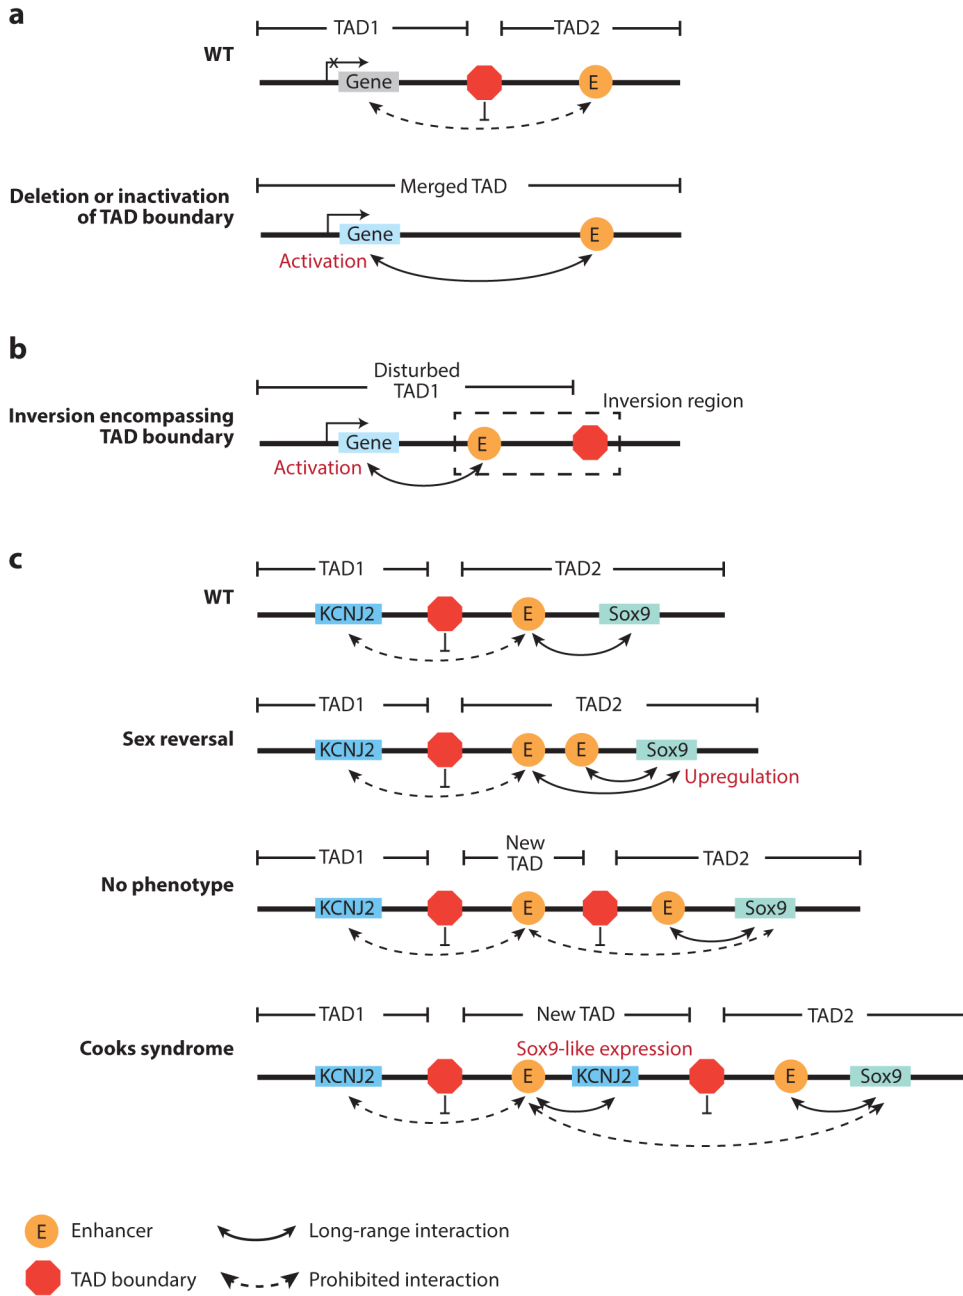 a
TAD1 TAD2
WT
Gene E
Merged TAD
Deletion or inactivation
of TAD boundary
Gene E
Activation
b
Disturbed
TAD1
Inversion region
Inversion encompassing
TAD boundary
Gene E
Activation
c
TAD1 TAD2
WT
KCNJ2 E Sox9
TAD1 TAD2
Sex reversal
KCNJ2 E E Sox9
Upregulation
New
TAD
TAD1 TAD2
No phenotype
KCNJ2 E E Sox9
TAD1 New TAD TAD2
Cooks syndrome
Sox9-like expression
KCNJ2 E KCNJ2 E Sox9
E Enhancer Long-range interaction
TAD boundary Prohibited interaction